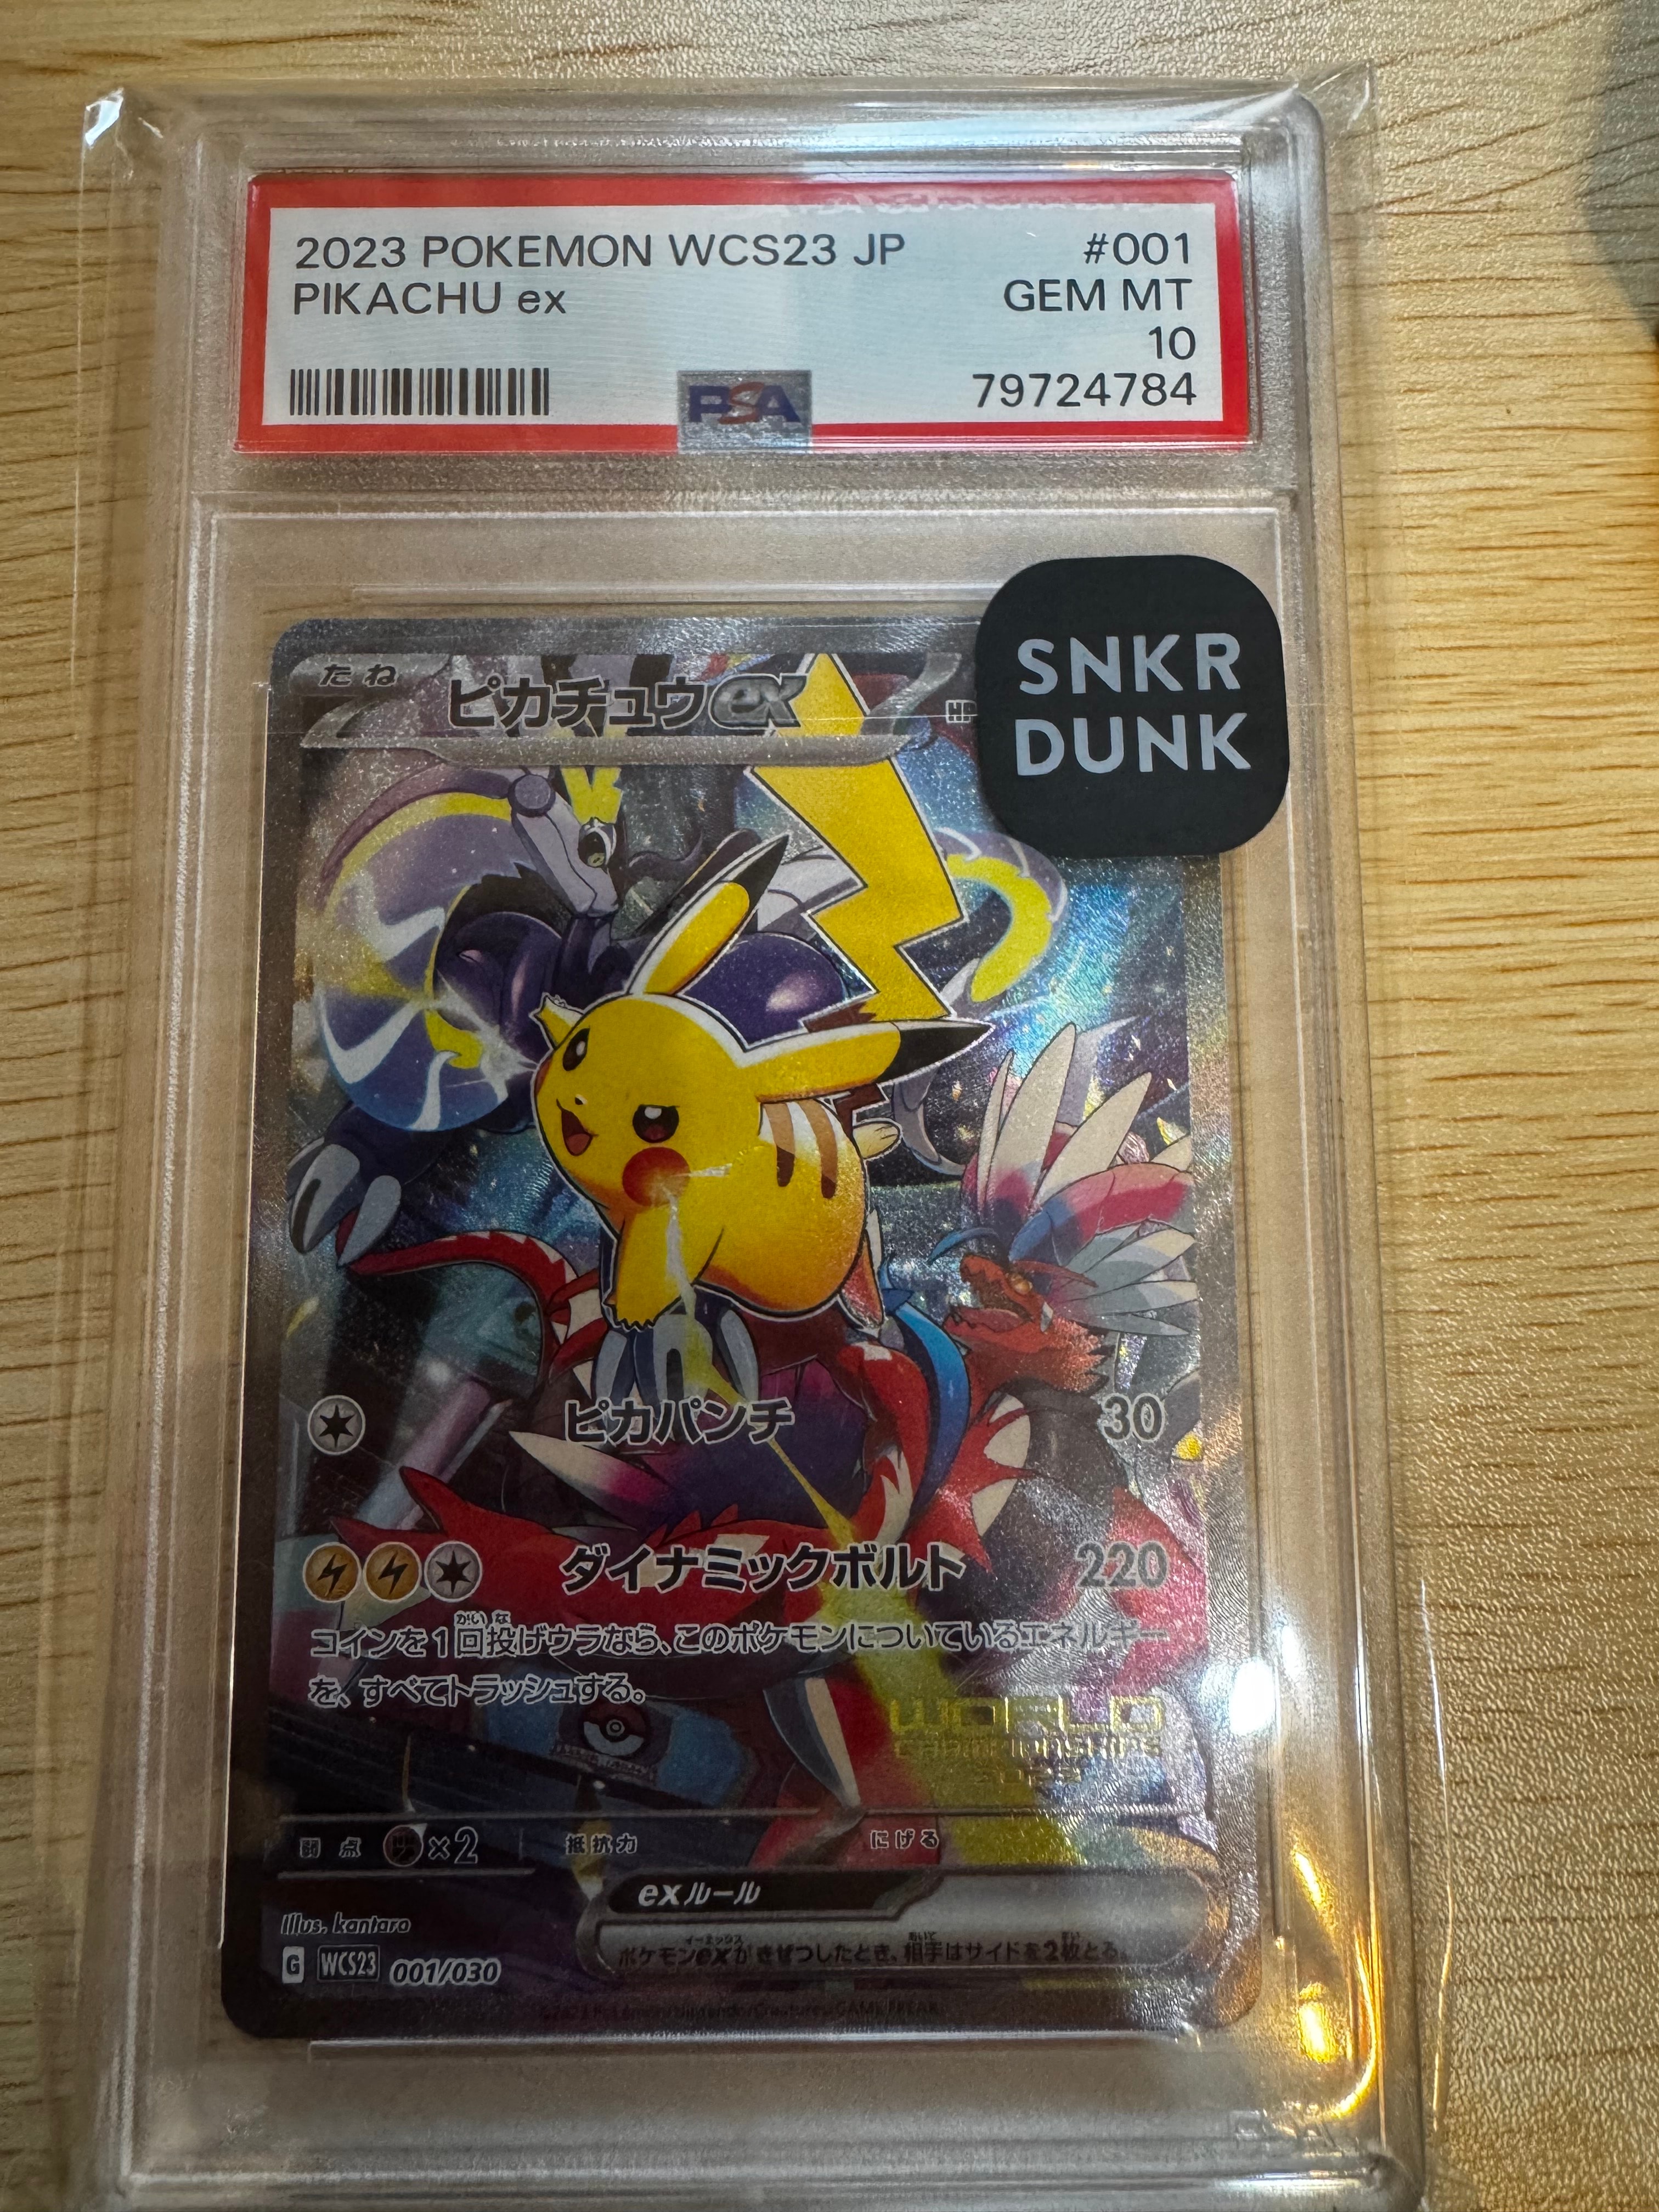 2023 POKEMON WCS23 JP #001
PIKACHU ex GEM MT
10
PSA 79724784
SNKR
DUNK
たね ピカチュウex HP
ピカパンチ 30
ダイナミックボルト 220
コインを1回投げウラなら、このポケモンについているエネルギー
を、すべてトラッシュする。
WORLD
CHAMPIONSHIPS
2023
弱点 ×2 抵抗力 にげる
exルール
ポケモンexがきぜつしたとき、相手はサイドを2枚とる。
Illus. kantaro
G WCS23 001/030